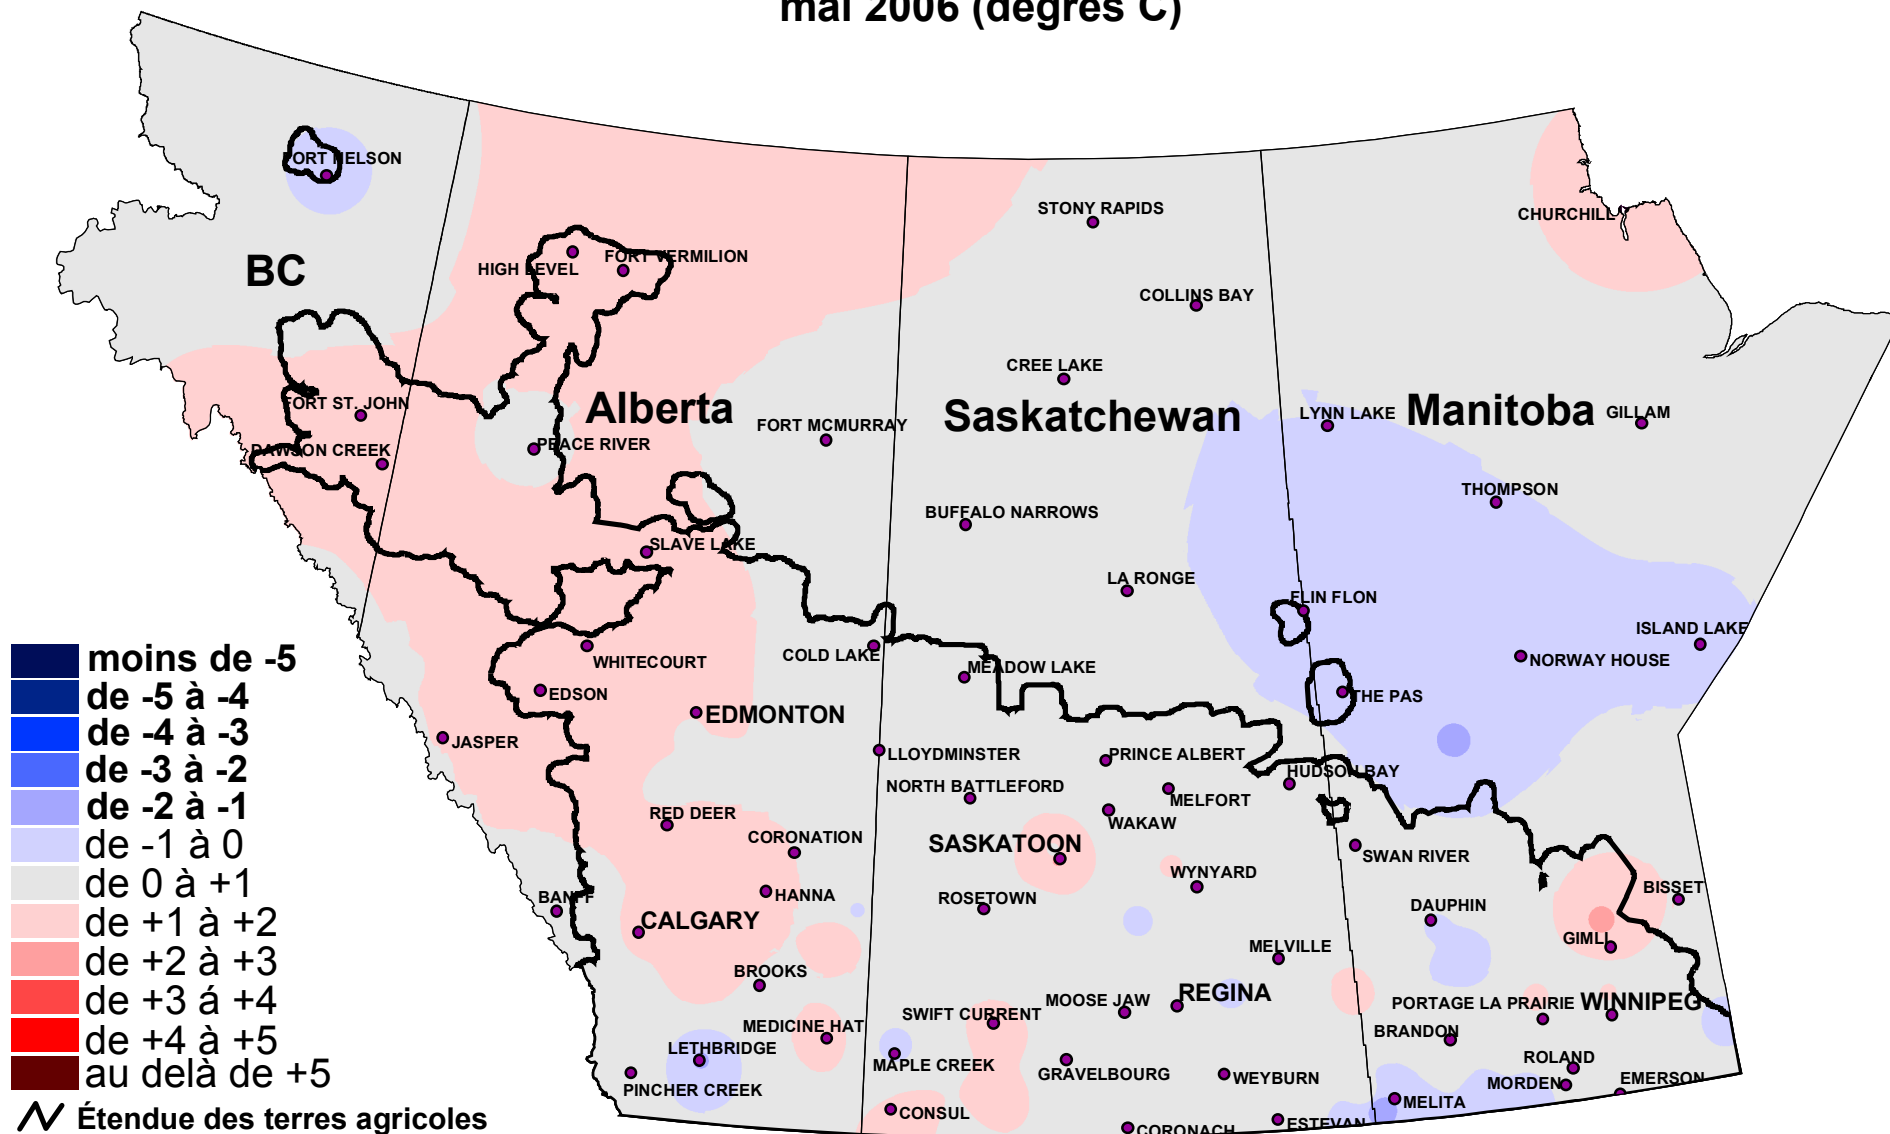 mai 2006 (degrés C)
FORT NELSON
STONY RAPIDS
CHURCHILL
HIGH LEVEL
FORT VERMILION
BC
COLLINS BAY
CREE LAKE
FORT ST. JOHN
Alberta
FORT MCMURRAY
Saskatchewan
LYNN LAKE
Manitoba
GILLAM
DAWSON CREEK
PEACE RIVER
THOMPSON
BUFFALO NARROWS
SLAVE LAKE
LA RONGE
FLIN FLON
ISLAND LAKE
WHITECOURT
COLD LAKE
MEADOW LAKE
NORWAY HOUSE
EDSON
THE PAS
EDMONTON
JASPER
LLOYDMINSTER
PRINCE ALBERT
HUDSON BAY
NORTH BATTLEFORD
MELFORT
RED DEER
WAKAW
CORONATION
SASKATOON
SWAN RIVER
WYNYARD
BISSET
BANFF
HANNA
ROSETOWN
DAUPHIN
CALGARY
GIMLI
MELVILLE
BROOKS
REGINA
MOOSE JAW
PORTAGE LA PRAIRIE
WINNIPEG
SWIFT CURRENT
MEDICINE HAT
BRANDON
LETHBRIDGE
MAPLE CREEK
ROLAND
GRAVELBOURG
WEYBURN
MORDEN
EMERSON
PINCHER CREEK
MELITA
CONSUL
ESTEVAN
CORONACH
moins de -5
de -5 à -4
de -4 à -3
de -3 à -2
de -2 à -1
de -1 à 0
de 0 à +1
de +1 à +2
de +2 à +3
de +3 á +4
de +4 à +5
au delà de +5
Étendue des terres agricoles